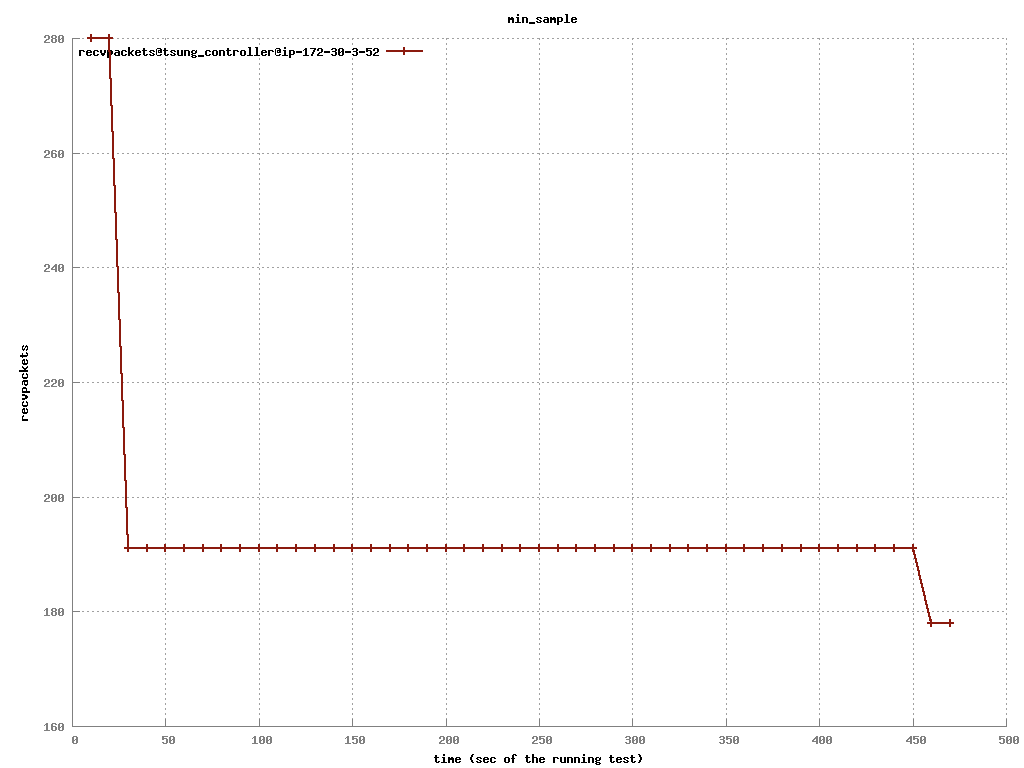 min_sample
280
recvpackets@tsung_controller@ip-172-30-3-52
260
240
220
200
180
160
recvpackets
0 50 100 150 200 250 300 350 400 450 500
time (sec of the running test)